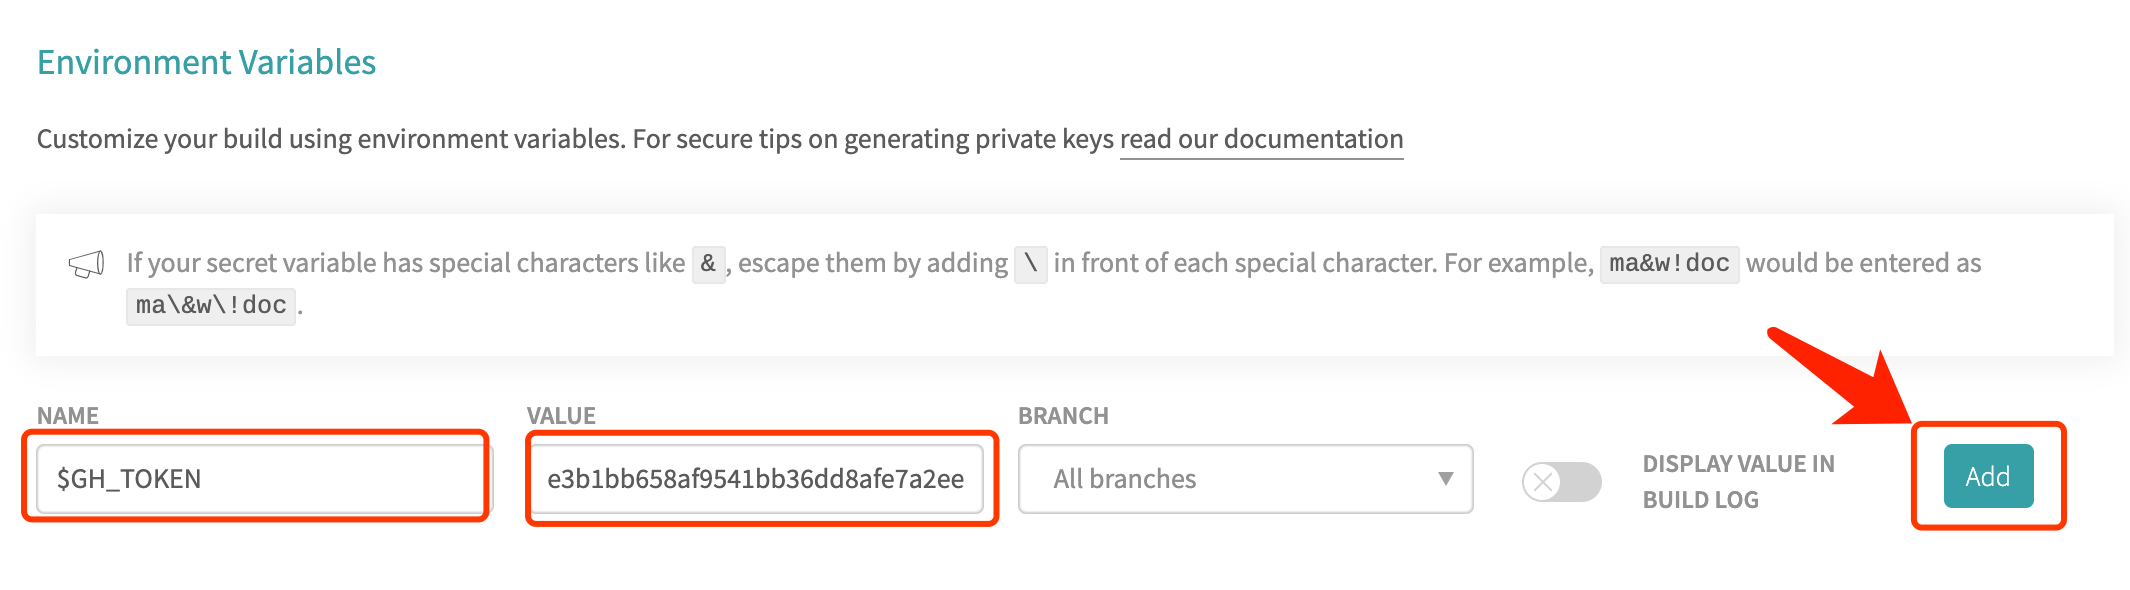 Environment Variables
Customize your build using environment variables. For secure tips on generating private keys read our documentation
If your secret variable has special characters like & , escape them by adding \ in front of each special character. For example, ma&w!doc would be entered as
ma\&w\!doc .
NAME VALUE BRANCH
$GH_TOKEN e3b1bb658af9541bb36dd8afe7a2ee All branches DISPLAY VALUE IN Add
BUILD LOG